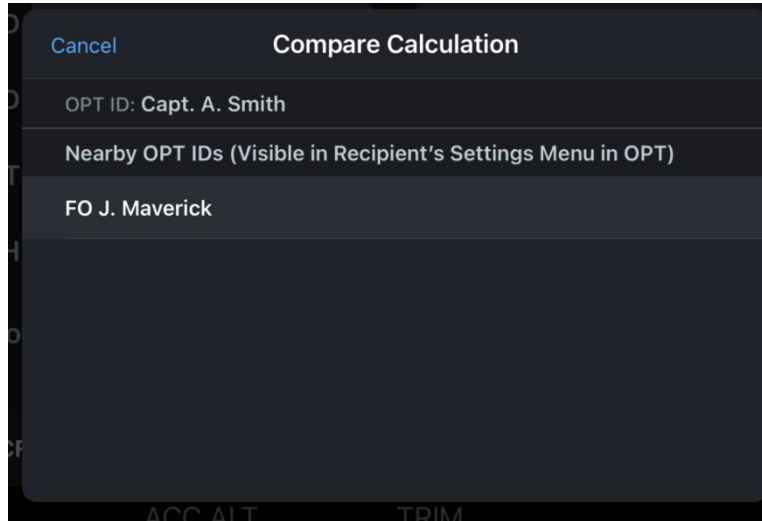 Cancel
Compare Calculation
OPT ID: Capt. A. Smith
Nearby OPT IDs (Visible in Recipient's Settings Menu in OPT)
FO J. Maverick
ACC ALT
TRIM